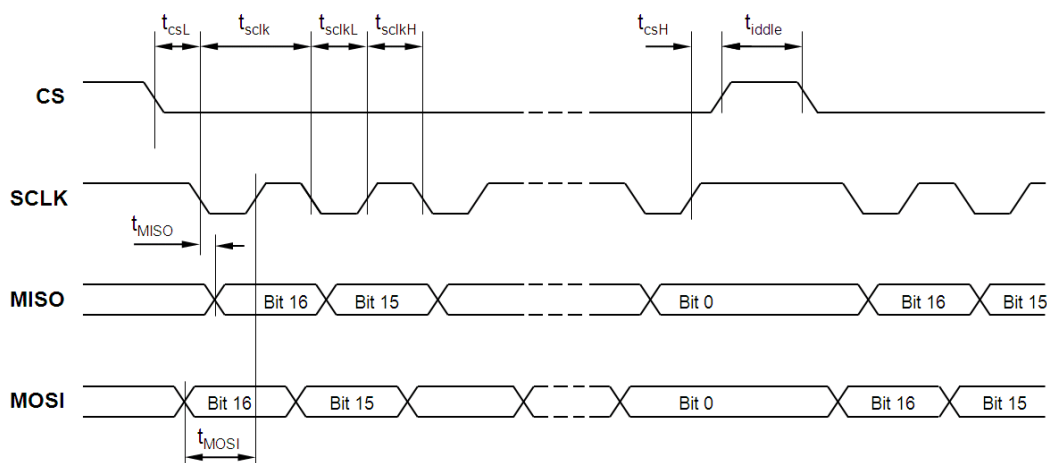 tcsL tsclk tsclkL tsclkH tcsH tiddle
CS
SCLK
tMISO
MISO Bit 16 Bit 15 Bit 0 Bit 16 Bit 15
MOSI Bit 16 Bit 15 Bit 0 Bit 16 Bit 15
tMOSI